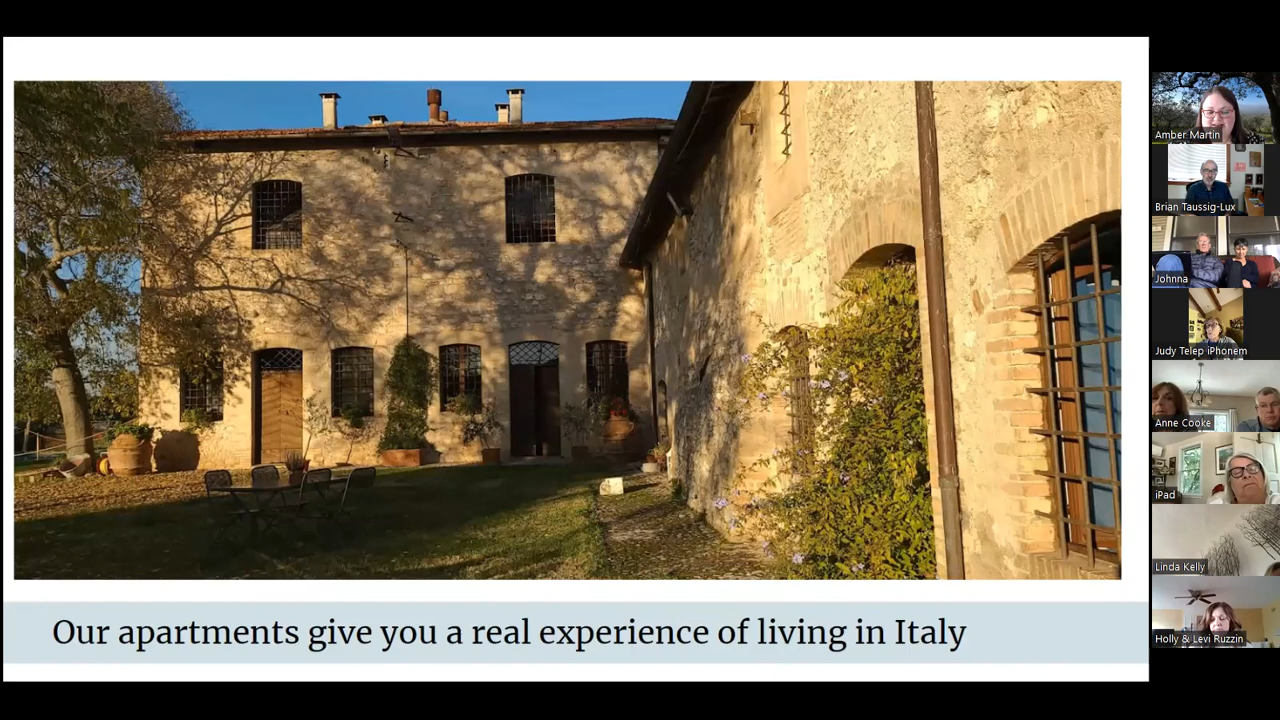 Our apartments give you a real experience of living in Italy
Amber Martin
Brian Taussig-Lux
Johnna
Judy Telep iPhonem
Anne Cooke
iPad
Linda Kelly
Holly & Levi Ruzzin